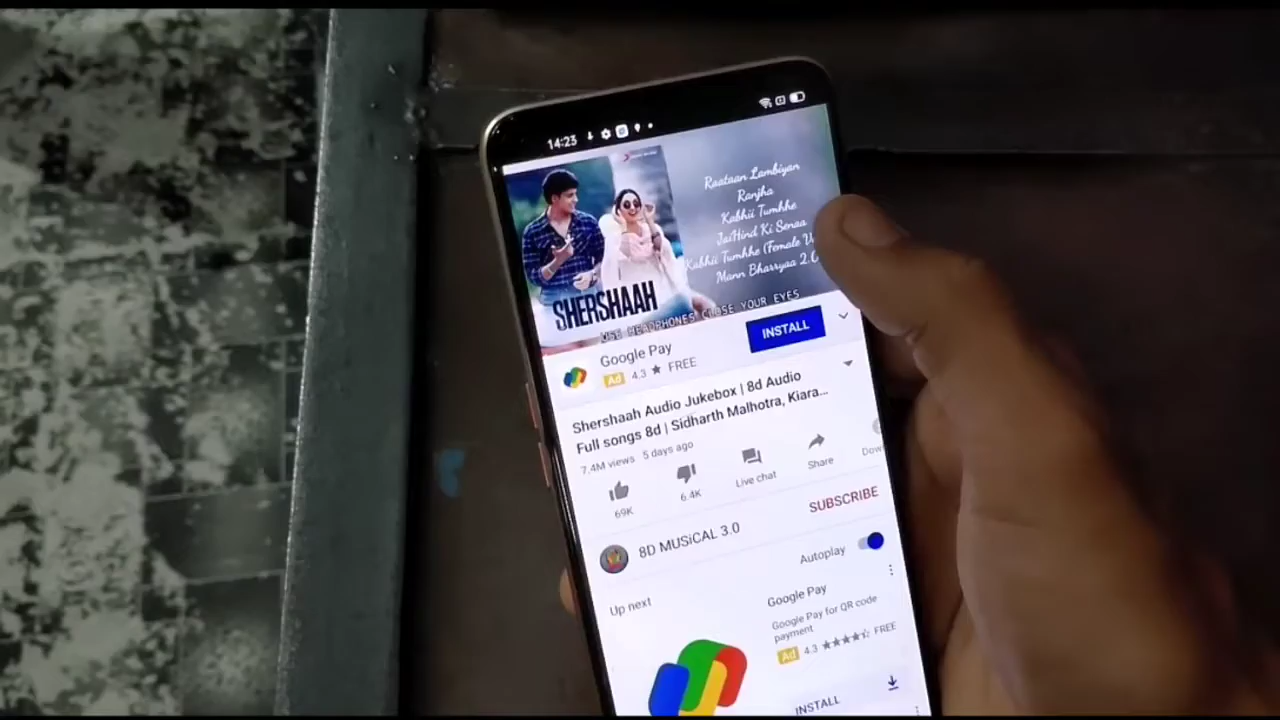 14:23
Raataan Lambiyan
Ranjha
Kabhii Tumhhe
JaiHind Ki Senaa
Kabhii Tumhhe (Female V
Mann Bharryaa 2.0
SHERSHAAH
USE HEADPHONES CLOSE YOUR EYES
Google Pay
INSTALL
Ad 4.3 ★ FREE
Shershaah Audio Jukebox | 8d Audio
Full songs 8d | Sidharth Malhotra, Kiara...
7.4M views 5 days ago
69K
6.4K
Live chat
Share
Dow
8D MUSiCAL 3.0
SUBSCRIBE
Autoplay
Up next
Google Pay
Google Pay for QR code
payment
Ad 4.3 FREE
INSTALL